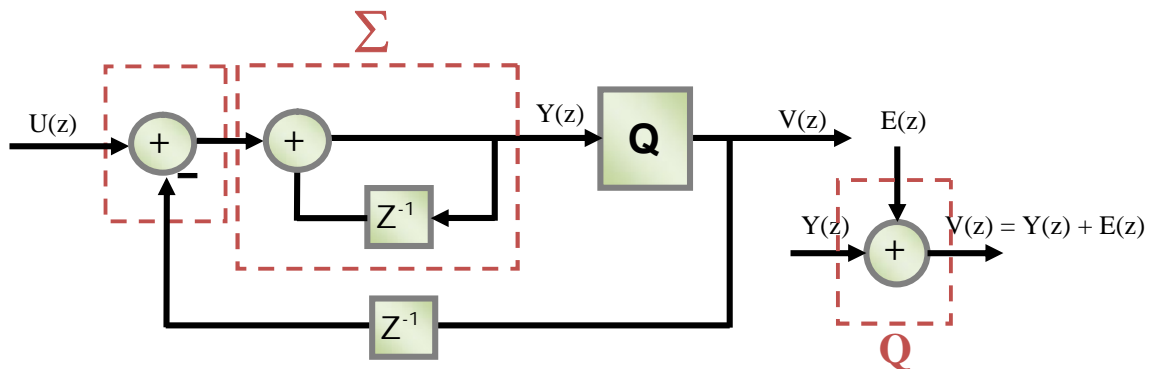 Σ
U(z)
+
−
+
Y(z)
Q
V(z)
E(z)
Z⁻¹
Y(z)
+
V(z) = Y(z) + E(z)
Z⁻¹
Q